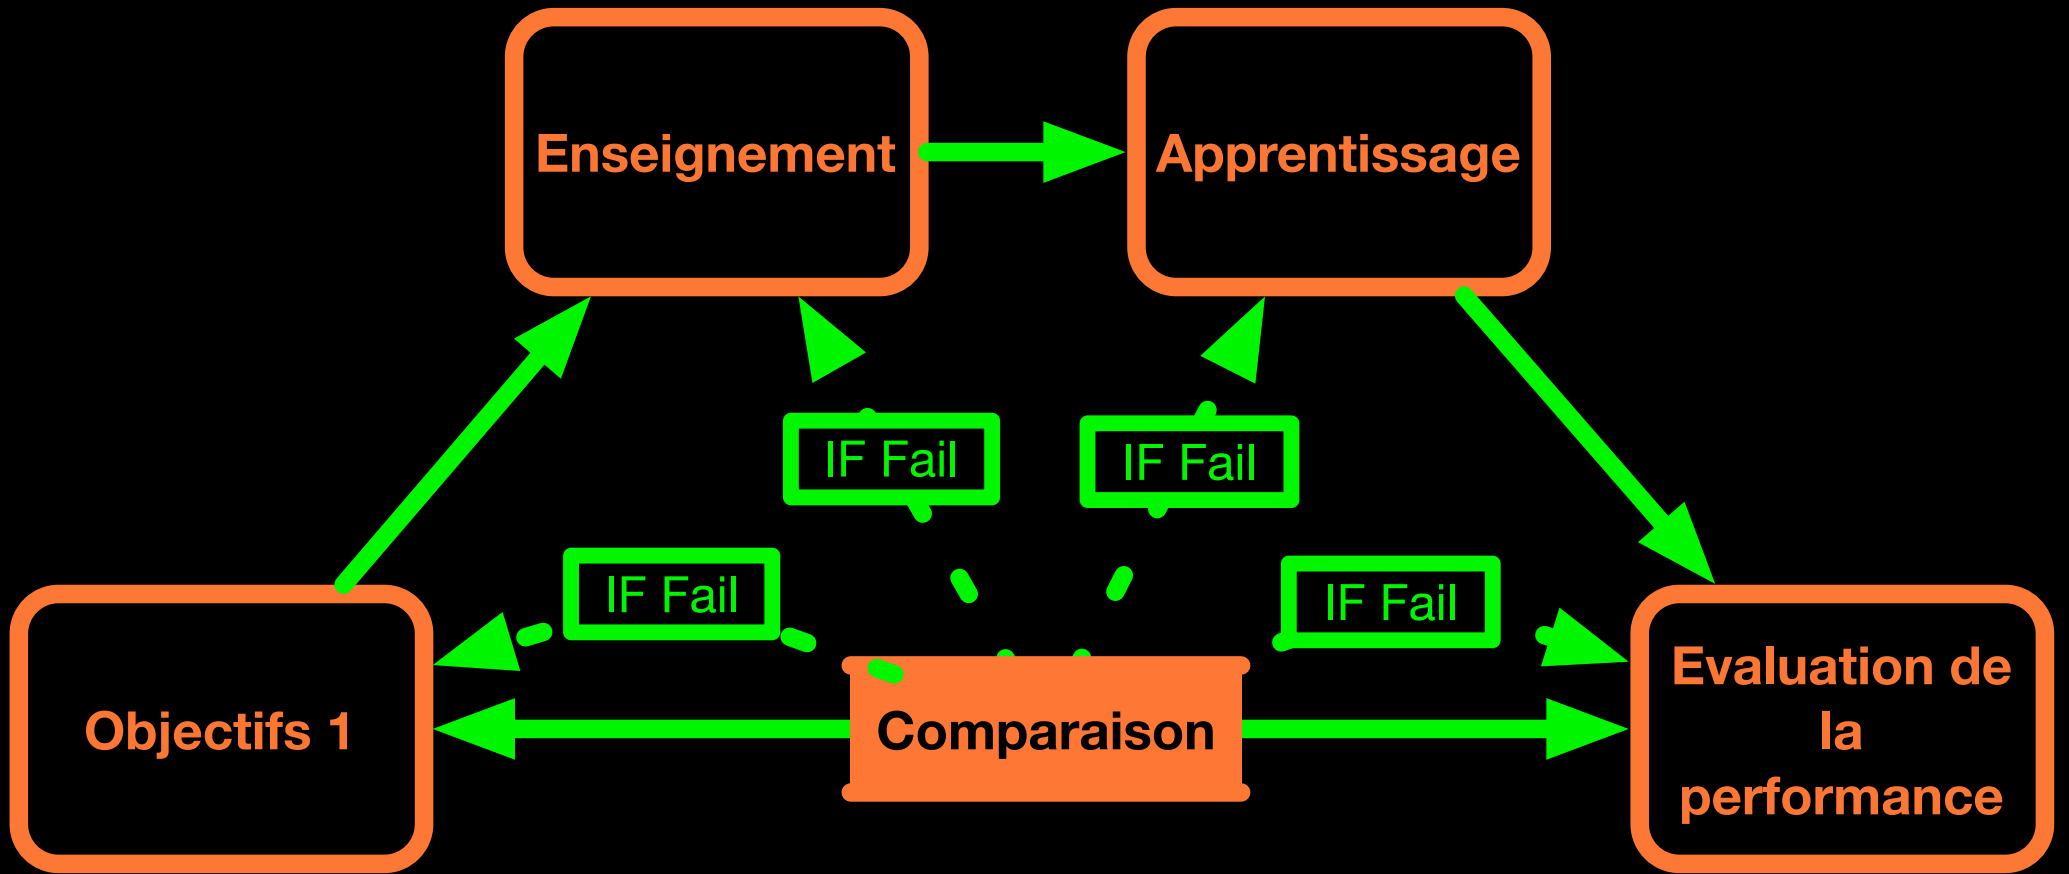 Enseignement
Apprentissage
IF Fail
IF Fail
IF Fail
IF Fail
Objectifs 1
Comparaison
Evaluation de
la
performance